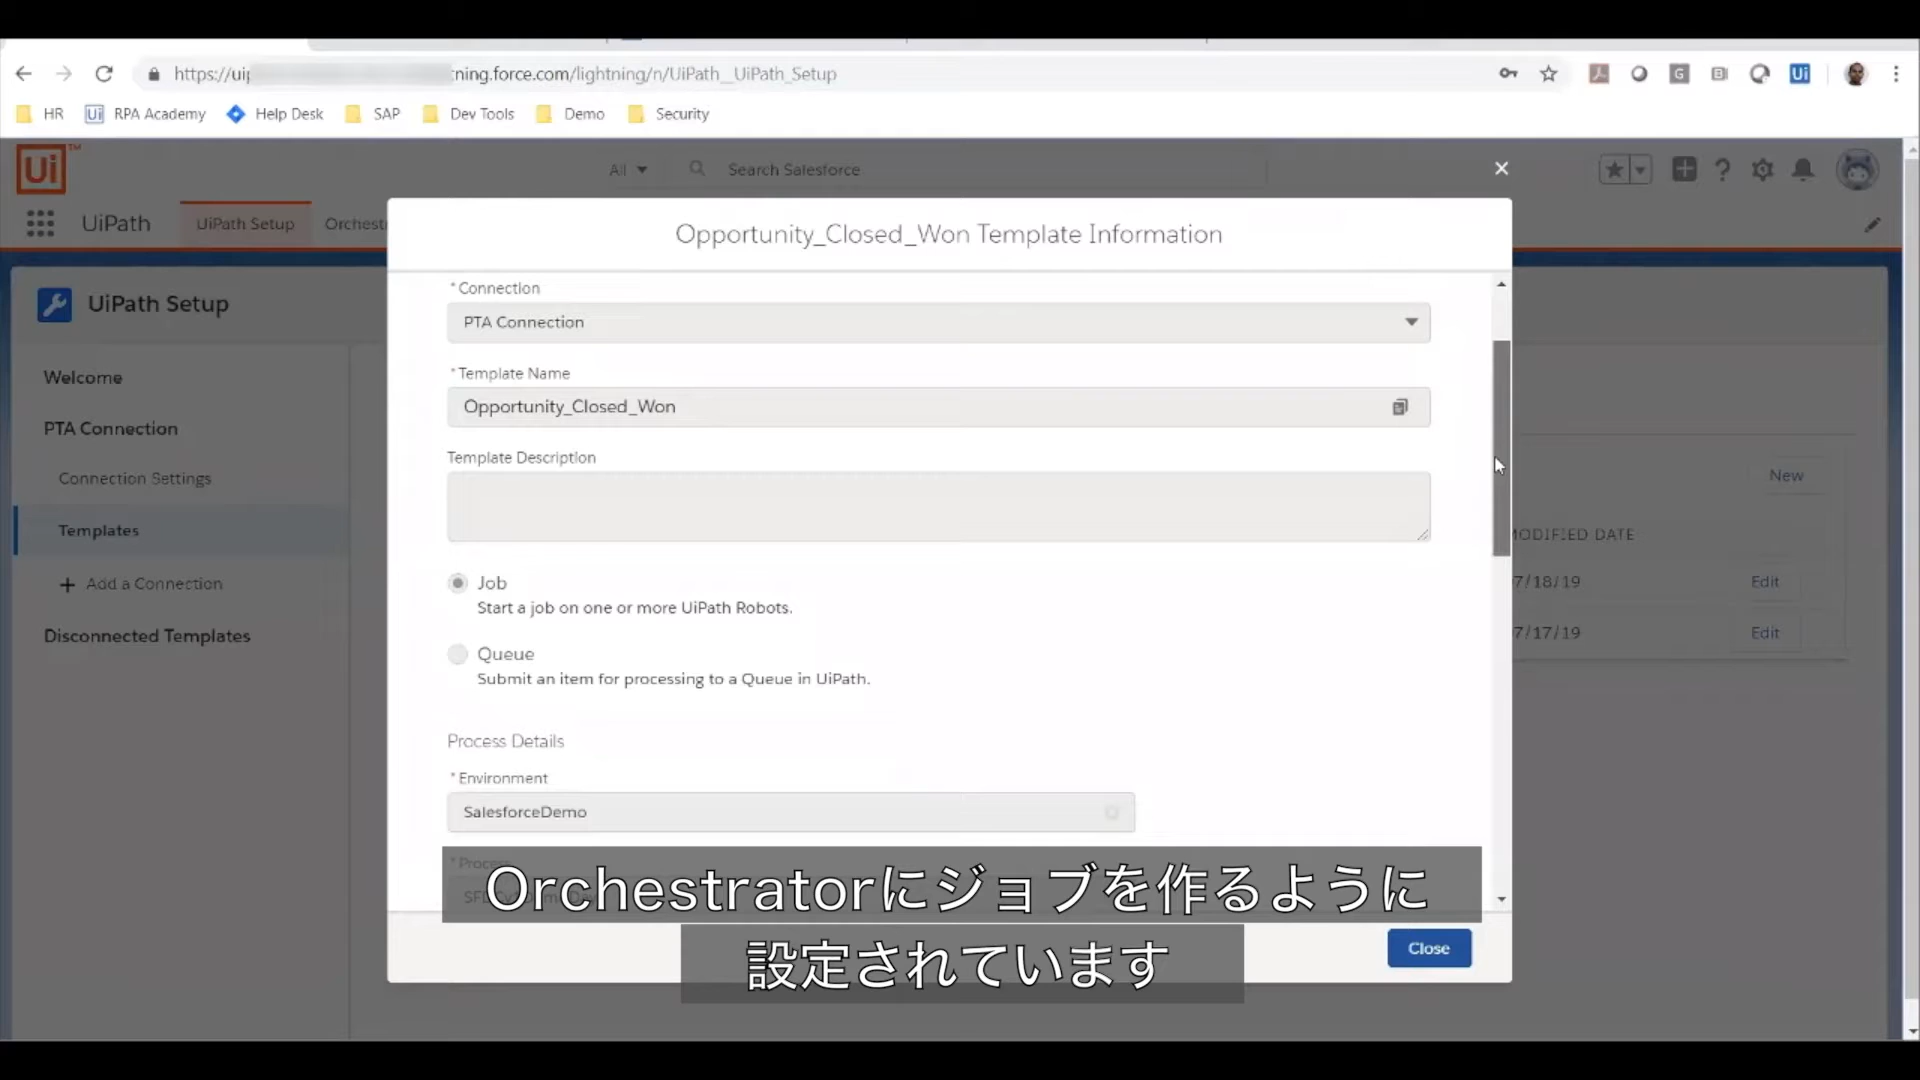 https://uip
ning.force.com/lightning/n/UiPath__UiPath_Setup
HR
RPA Academy
Help Desk
SAP
Dev Tools
Demo
Security
Ui
TM
All
Search Salesforce
UiPath
UiPath Setup
Orchest
UiPath Setup
Welcome
PTA Connection
Connection Settings
Templates
+ Add a Connection
Disconnected Templates
Opportunity_Closed_Won Template Information
* Connection
PTA Connection
* Template Name
Opportunity_Closed_Won
Template Description
Job
Start a job on one or more UiPath Robots.
Queue
Submit an item for processing to a Queue in UiPath.
Process Details
* Environment
SalesforceDemo
* Process
New
MODIFIED DATE
7/18/19
Edit
7/17/19
Edit
Orchestratorにジョブを作るように
設定されています
Close